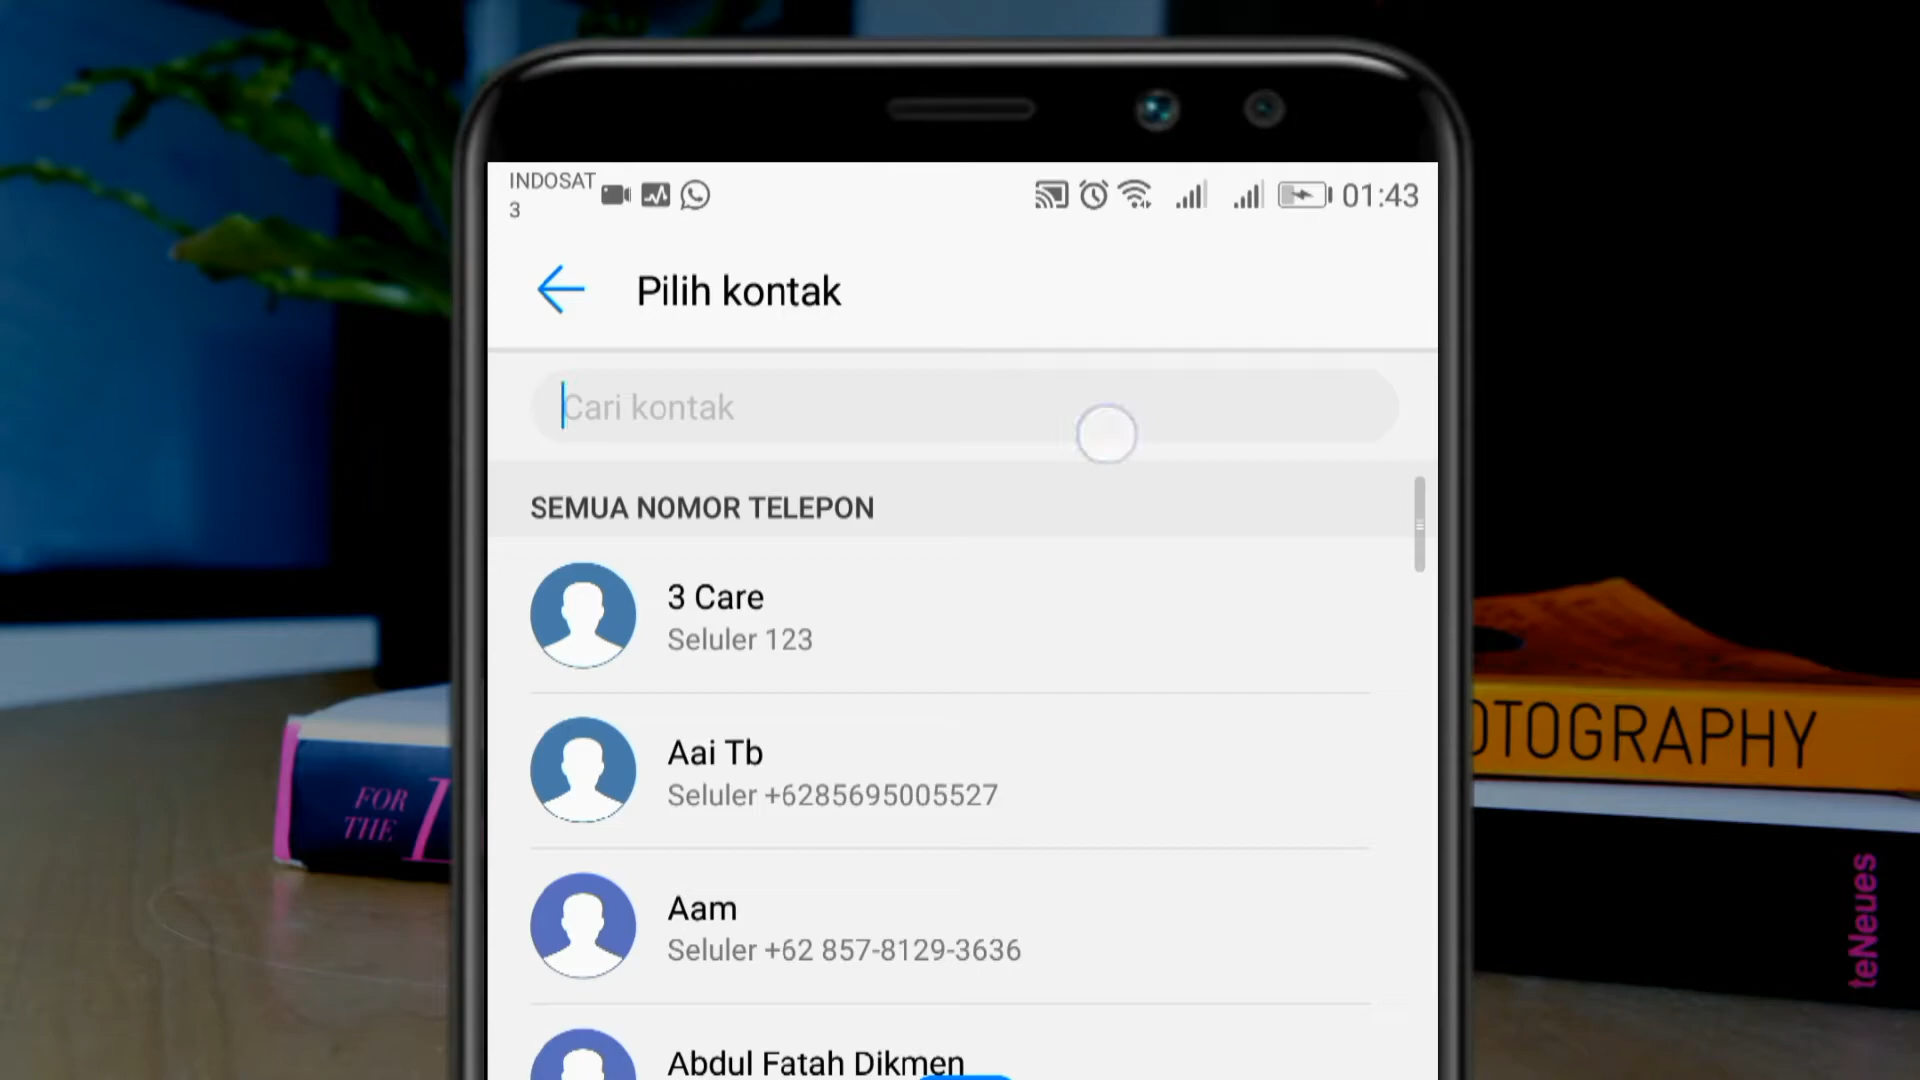 INDOSAT
3
01:43
Pilih kontak
Cari kontak
SEMUA NOMOR TELEPON
3 Care
Seluler 123
Aai Tb
Seluler +6285695005527
Aam
Seluler +62 857-8129-3636
Abdul Fatah Dikmen
FOR
THE
OTOGRAPHY
teNeues